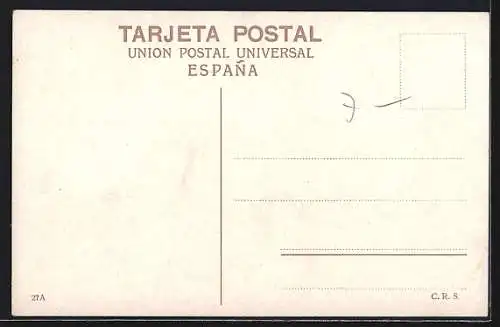 TARJETA POSTAL
UNION POSTAL UNIVERSAL
ESPAÑA
27A
C. R. S.